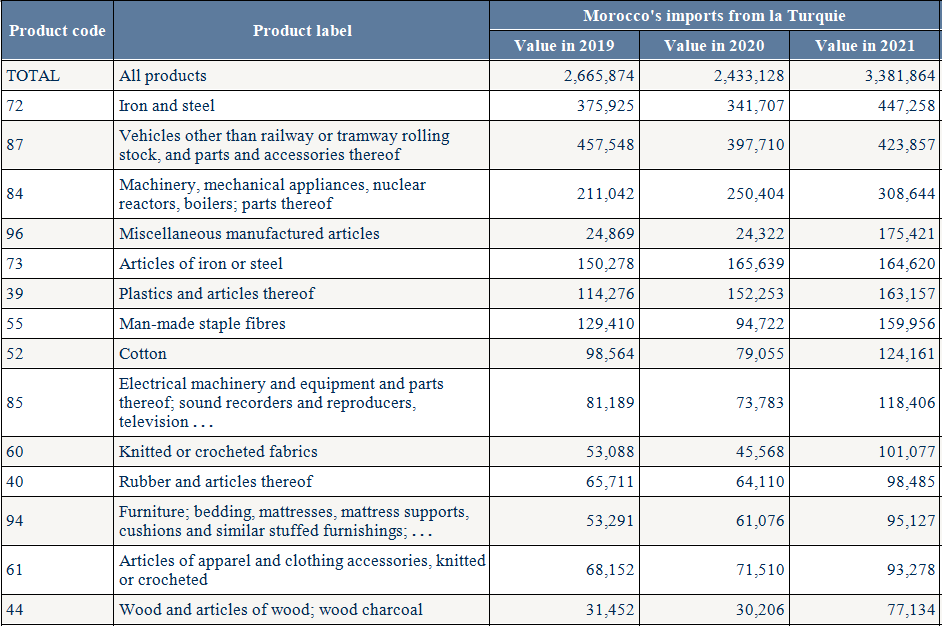 Product code Product label Morocco's imports from la Turquie
Value in 2019 Value in 2020 Value in 2021
TOTAL All products 2,665,874 2,433,128 3,381,864
72 Iron and steel 375,925 341,707 447,258
Vehicles other than railway or tramway rolling
87 stock, and parts and accessories thereof 457,548 397,710 423,857
Machinery, mechanical appliances, nuclear
84 reactors, boilers; parts thereof 211,042 250,404 308,644
96 Miscellaneous manufactured articles 24,869 24,322 175,421
73 Articles of iron or steel 150,278 165,639 164,620
39 Plastics and articles thereof 114,276 152,253 163,157
55 Man-made staple fibres 129,410 94,722 159,956
52 Cotton 98,564 79,055 124,161
Electrical machinery and equipment and parts
85 thereof; sound recorders and reproducers, 81,189 73,783 118,406
television . . .
60 Knitted or crocheted fabrics 53,088 45,568 101,077
40 Rubber and articles thereof 65,711 64,110 98,485
Furniture; bedding, mattresses, mattress supports,
94 cushions and similar stuffed furnishings; . . . 53,291 61,076 95,127
Articles of apparel and clothing accessories, knitted
61 or crocheted 68,152 71,510 93,278
44 Wood and articles of wood; wood charcoal 31,452 30,206 77,134